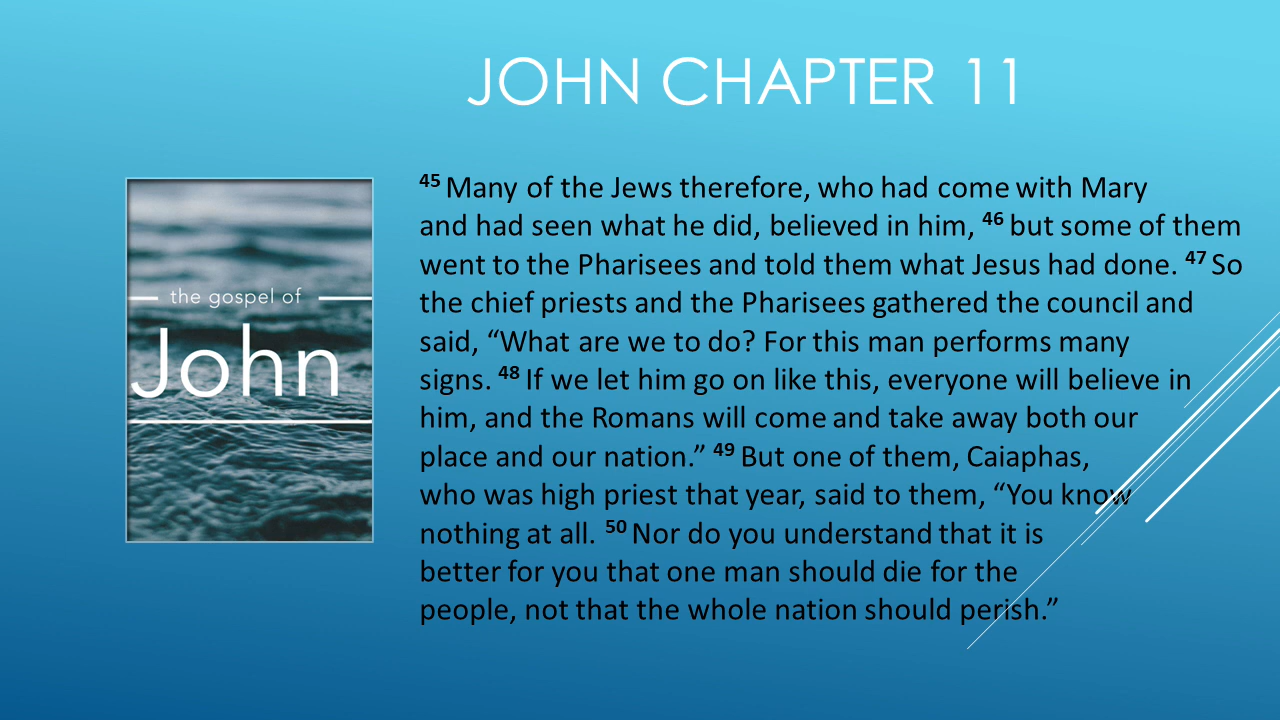 JOHN CHAPTER 11
the gospel of
John
45 Many of the Jews therefore, who had come with Mary
and had seen what he did, believed in him, 46 but some of them
went to the Pharisees and told them what Jesus had done. 47 So
the chief priests and the Pharisees gathered the council and
said, “What are we to do? For this man performs many
signs. 48 If we let him go on like this, everyone will believe in
him, and the Romans will come and take away both our
place and our nation.” 49 But one of them, Caiaphas,
who was high priest that year, said to them, “You know
nothing at all. 50 Nor do you understand that it is
better for you that one man should die for the
people, not that the whole nation should perish.”